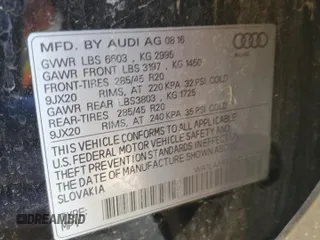 MFD. BY AUDI AG 08 16
GVWR LBS 6603 , KG 2995
GAWR FRONT LBS 3197 , KG 1450
FRONT-TIRES 285/45 R20
9JX20 RIMS, AT 220 KPA 32 PSI COLD
GAWR REAR LBS3803 , KG 1725
REAR-TIRES 285/45 R20
9JX20 RIMS, AT 240 KPA 35 PSI COLD
THIS VEHICLE CONFORMS TO ALL
U.S. FEDERAL MOTOR VEHICLE SAFETY AND
THEFT PREVENTION STANDARDS IN EFFECT
THE DATE OF MANUFACTURE SHOWN
SLOVAKIA
Audi
DREAMBID